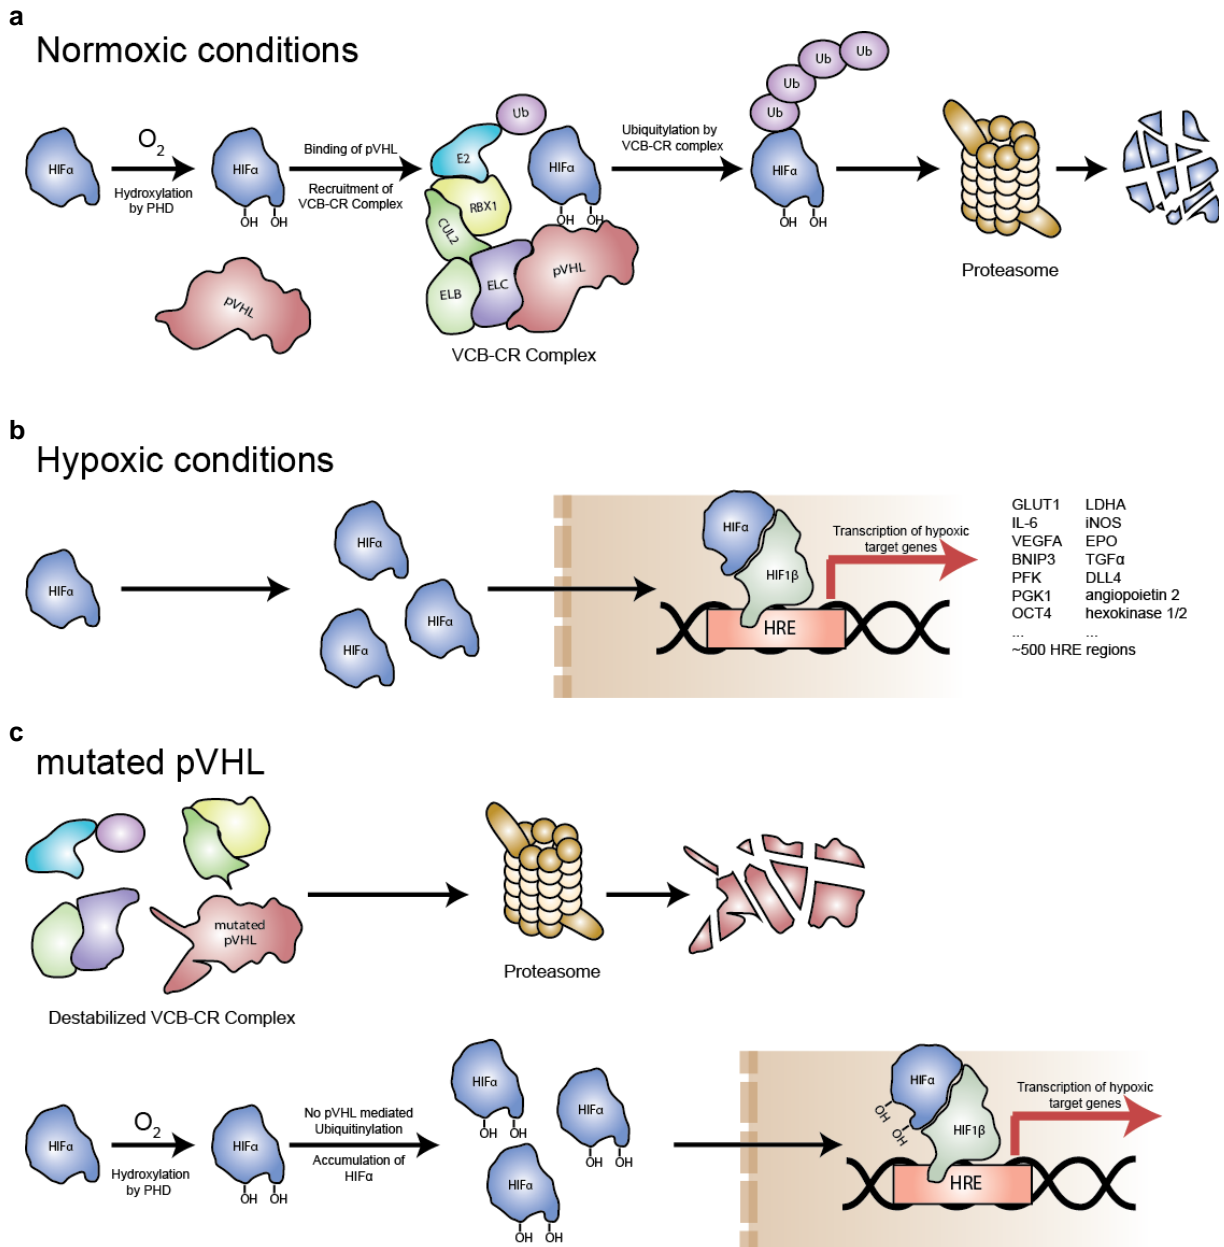 a
Normoxic conditions
HIFα
O2
Hydroxylation
by PHD
HIFα
OH OH
pVHL
Binding of pVHL
Recruitment of
VCB-CR Complex
Ub
E2
RBX1
CUL2
ELB
ELC
pVHL
HIFα
OH OH
VCB-CR Complex
Ubiquitylation by
VCB-CR complex
Ub
Ub
Ub
Ub
HIFα
OH OH
Proteasome
b
Hypoxic conditions
HIFα
HIFα
HIFα
HIFα
HIFα
HIF1β
HRE
Transcription of hypoxic
target genes
GLUT1 LDHA
IL-6 iNOS
VEGFA EPO
BNIP3 TGFα
PFK DLL4
PGK1 angiopoietin 2
OCT4 hexokinase 1/2
... ...
~500 HRE regions
c
mutated pVHL
mutated
pVHL
Destabilized VCB-CR Complex
Proteasome
HIFα
O2
Hydroxylation
by PHD
HIFα
OH OH
No pVHL mediated
Ubiquitinylation
Accumulation of
HIFα
HIFα
OH OH
HIFα
OH OH
HIFα
OH OH
HIFα
OH
OH
HIF1β
HRE
Transcription of hypoxic
target genes